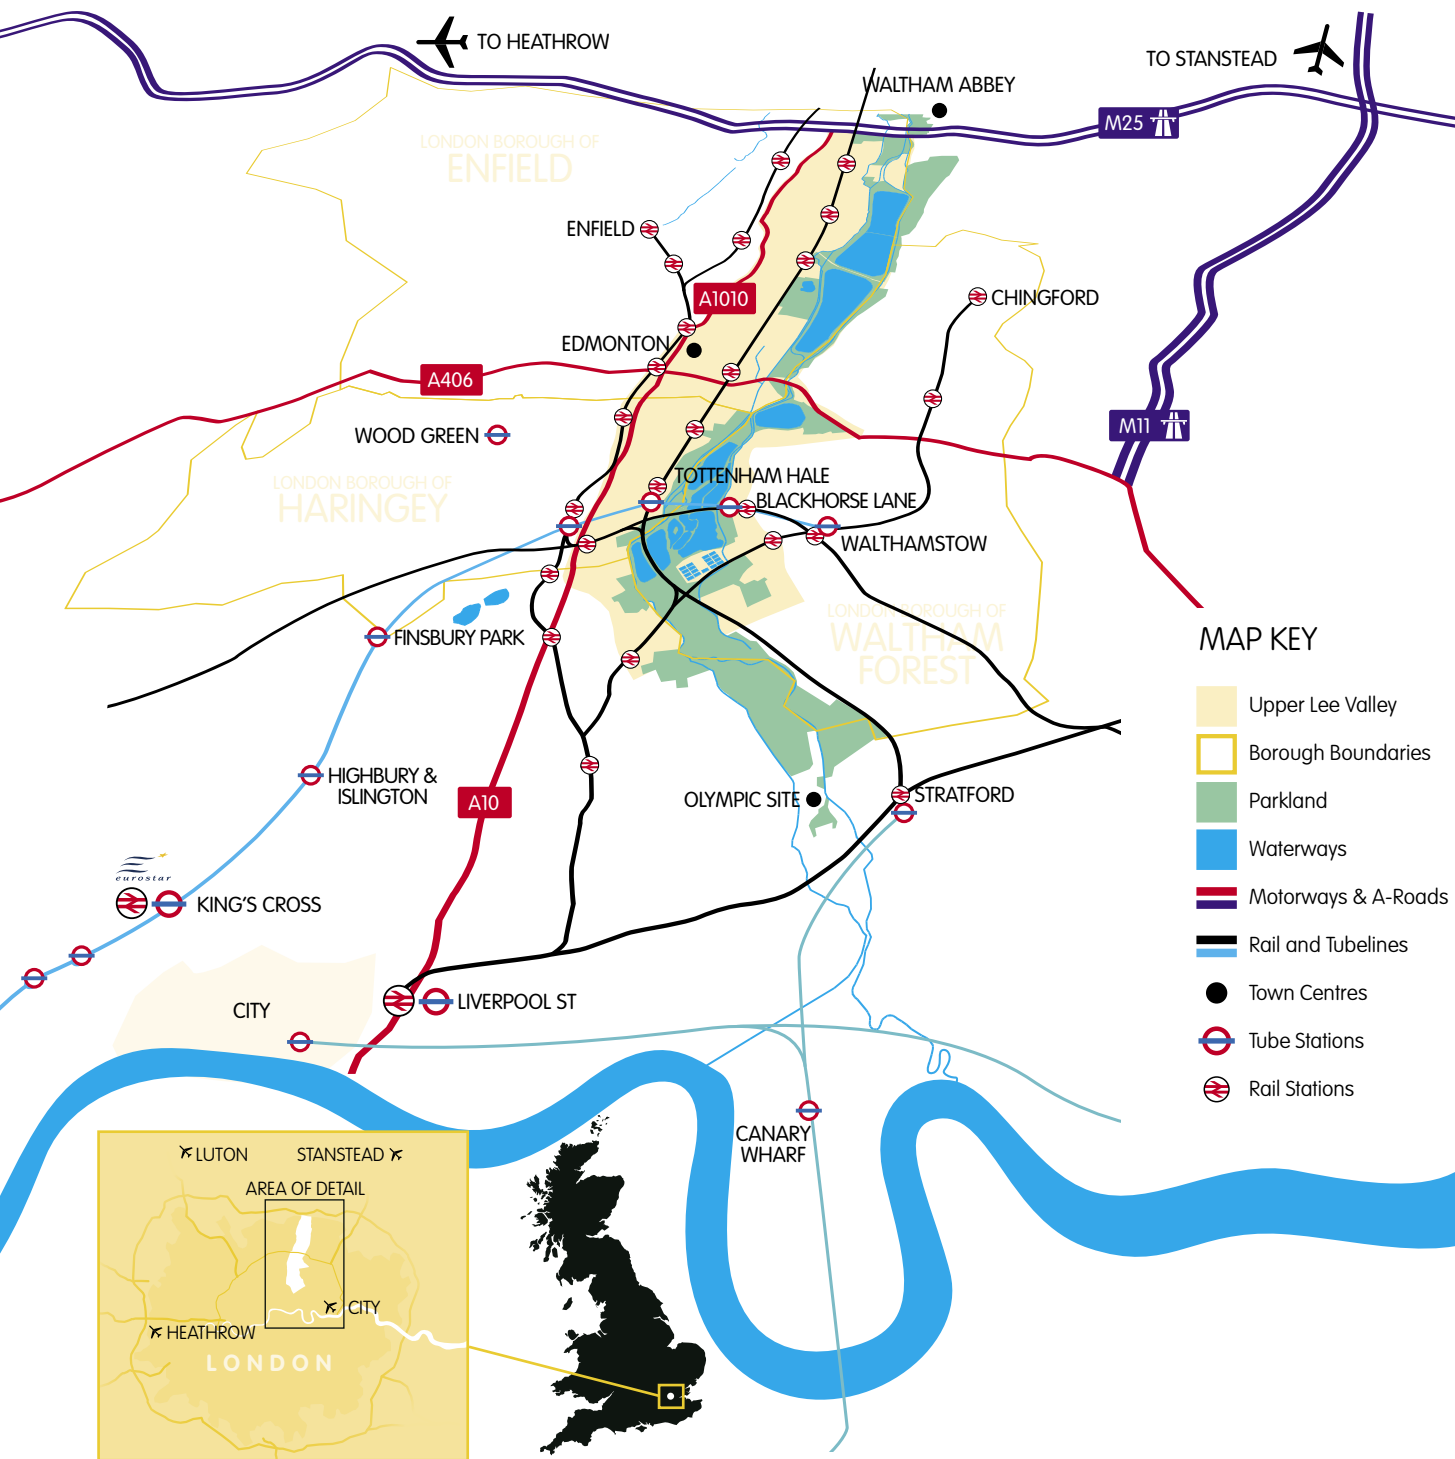 TO HEATHROW
TO STANSTEAD
WALTHAM ABBEY
M25
LONDON BOROUGH OF
ENFIELD
ENFIELD
A1010
CHINGFORD
EDMONTON
A406
M11
WOOD GREEN
TOTTENHAM HALE
LONDON BOROUGH OF
HARINGEY
BLACKHORSE LANE
WALTHAMSTOW
LONDON BOROUGH OF
WALTHAM
FOREST
FINSBURY PARK
HIGHBURY &
ISLINGTON
A10
OLYMPIC SITE
STRATFORD
eurostar
KING'S CROSS
CITY
LIVERPOOL ST
CANARY
WHARF
MAP KEY
Upper Lee Valley
Borough Boundaries
Parkland
Waterways
Motorways & A-Roads
Rail and Tubelines
Town Centres
Tube Stations
Rail Stations
LUTON
STANSTEAD
AREA OF DETAIL
CITY
HEATHROW
LONDON